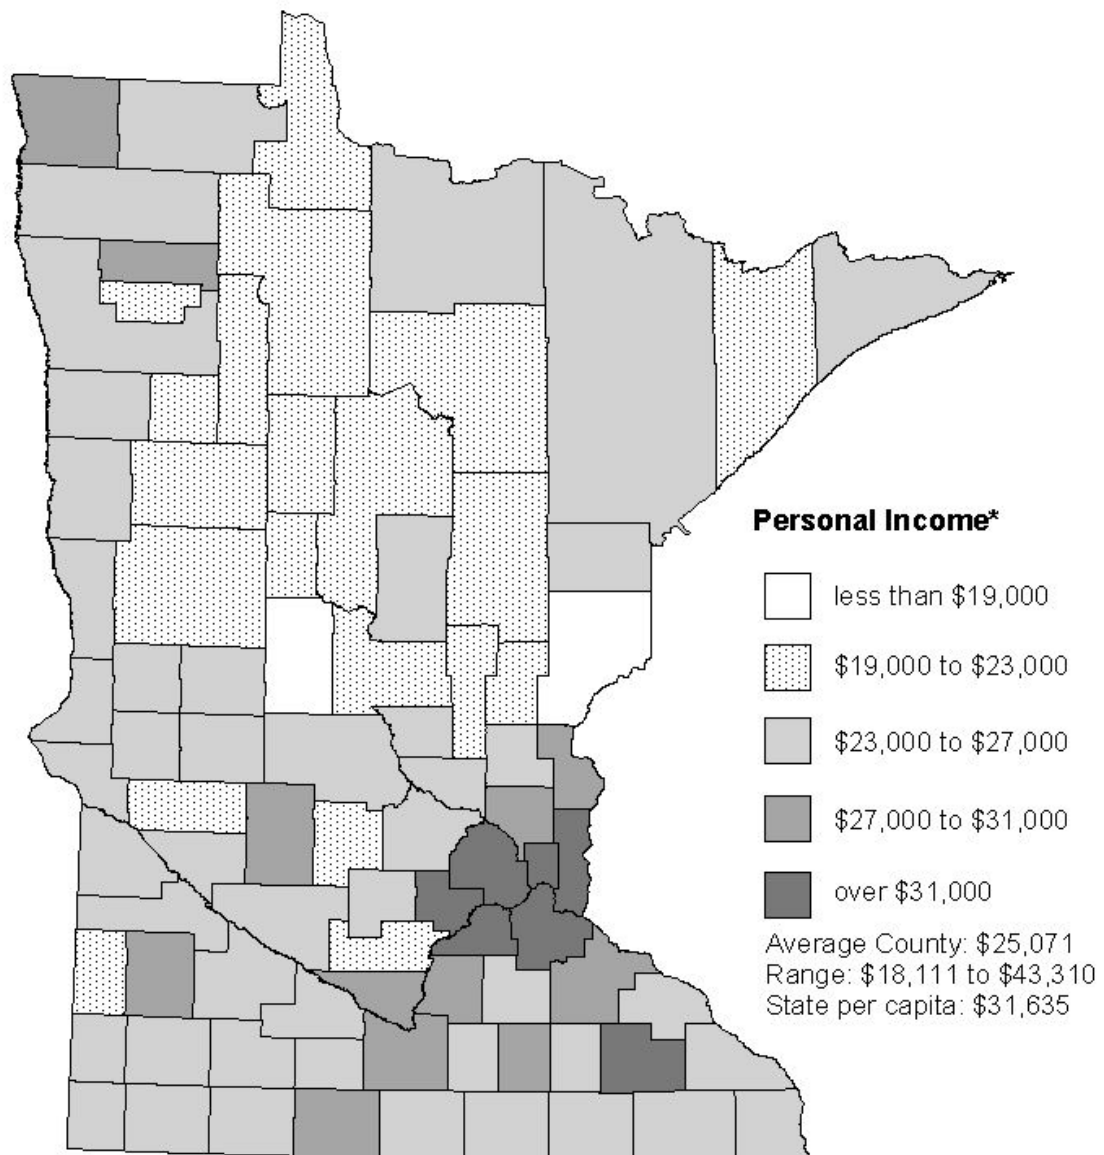 Personal Income*
less than $19,000
$19,000 to $23,000
$23,000 to $27,000
$27,000 to $31,000
over $31,000
Average County: $25,071
Range: $18,111 to $43,310
State per capita: $31,635